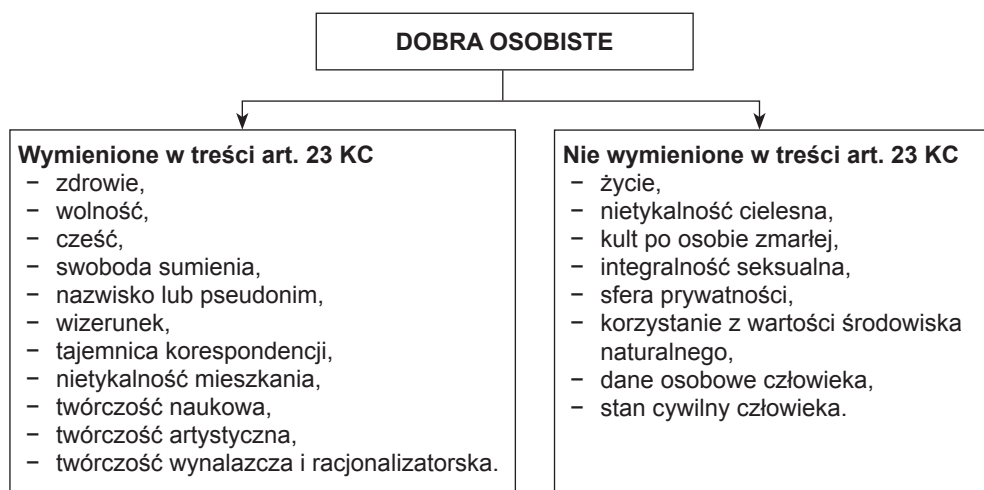 DOBRA OSOBISTE
Wymienione w treści art. 23 KC
− zdrowie,
− wolność,
− cześć,
− swoboda sumienia,
− nazwisko lub pseudonim,
− wizerunek,
− tajemnica korespondencji,
− nietykalność mieszkania,
− twórczość naukowa,
− twórczość artystyczna,
− twórczość wynalazcza i racjonalizatorska.
Nie wymienione w treści art. 23 KC
− życie,
− nietykalność cielesna,
− kult po osobie zmarłej,
− integralność seksualna,
− sfera prywatności,
− korzystanie z wartości środowiska
naturalnego,
− dane osobowe człowieka,
− stan cywilny człowieka.